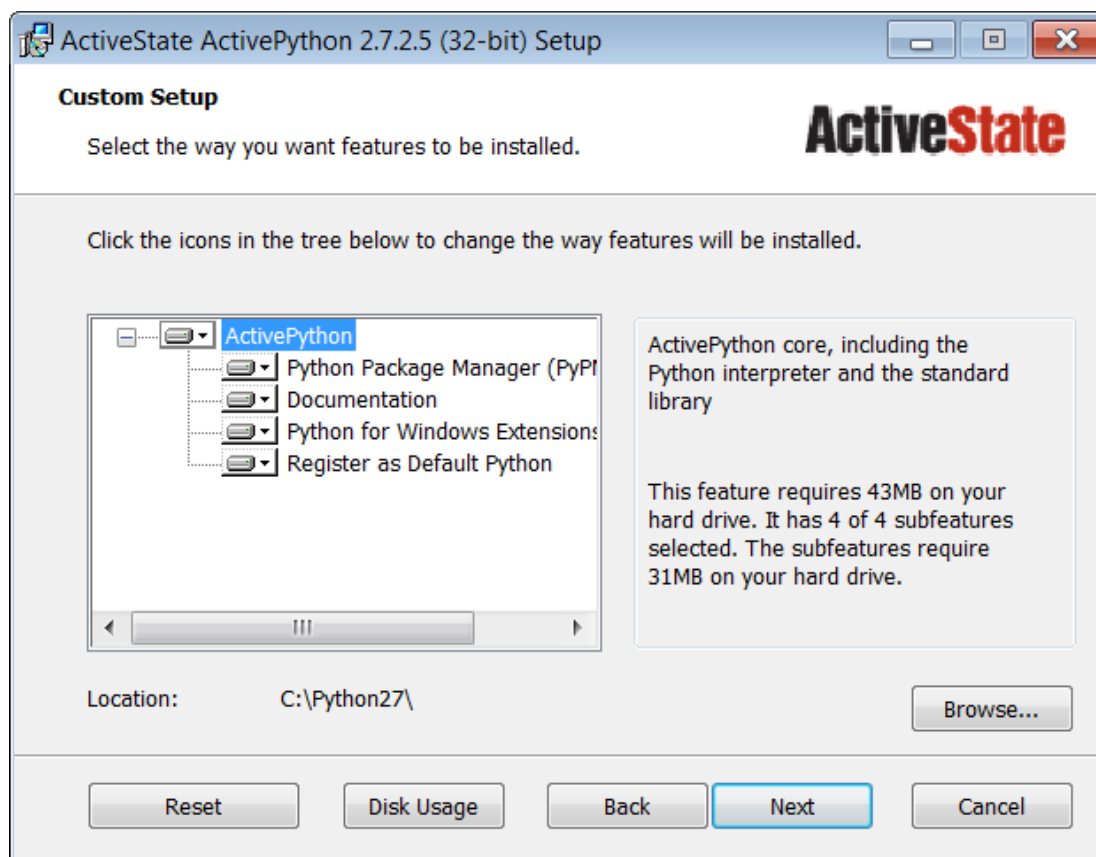 ActiveState ActivePython 2.7.2.5 (32-bit) Setup
Custom Setup
Select the way you want features to be installed.
ActiveState
Click the icons in the tree below to change the way features will be installed.
ActivePython
Python Package Manager (PyPM
Documentation
Python for Windows Extensions
Register as Default Python
ActivePython core, including the
Python interpreter and the standard
library
This feature requires 43MB on your
hard drive. It has 4 of 4 subfeatures
selected. The subfeatures require
31MB on your hard drive.
Location: C:\Python27\
Browse...
Reset Disk Usage Back Next Cancel